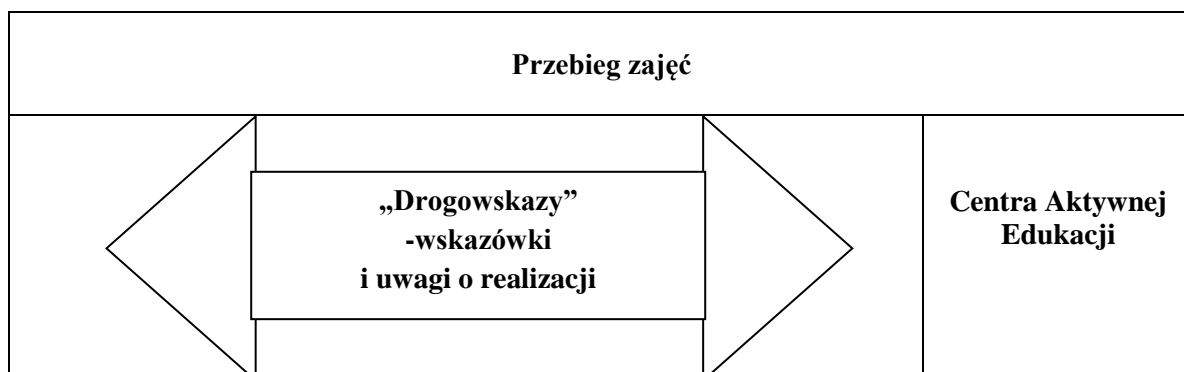 Przebieg zajęć
„Drogowskazy”
-wskazówki
i uwagi o realizacji
Centra Aktywnej
Edukacji